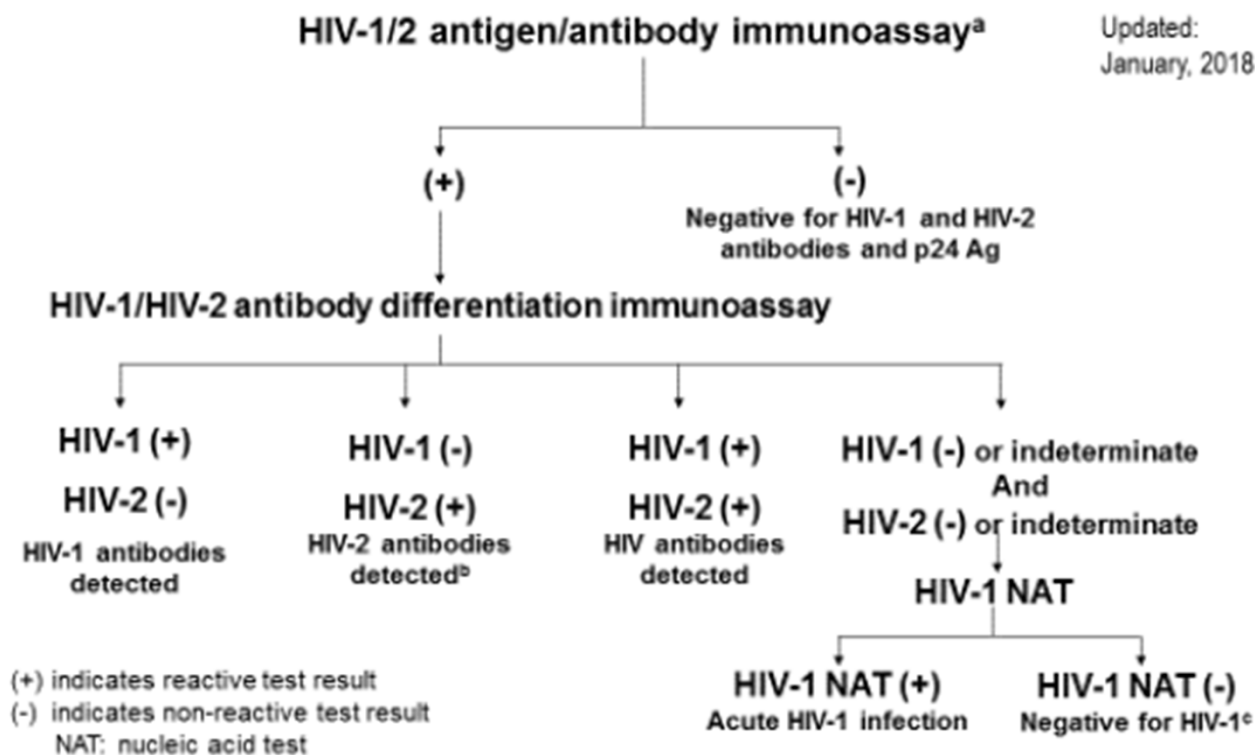 HIV-1/2 antigen/antibody immunoassayᵃ
Updated:
January, 2018
(+)
(-)
Negative for HIV-1 and HIV-2
antibodies and p24 Ag
HIV-1/HIV-2 antibody differentiation immunoassay
HIV-1 (+)
HIV-2 (-)
HIV-1 antibodies
detected
HIV-1 (-)
HIV-2 (+)
HIV-2 antibodies
detectedᵇ
HIV-1 (+)
HIV-2 (+)
HIV antibodies
detected
HIV-1 (-) or indeterminate
And
HIV-2 (-) or indeterminate
HIV-1 NAT
HIV-1 NAT (+)
Acute HIV-1 infection
HIV-1 NAT (-)
Negative for HIV-1ᶜ
(+) indicates reactive test result
(-) indicates non-reactive test result
NAT: nucleic acid test